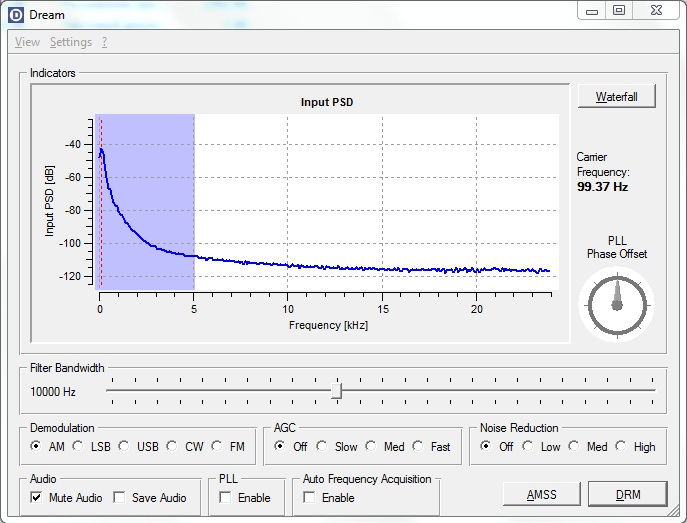 Dream
View Settings ?
Indicators
Input PSD
Waterfall
-40
-60
-80
-100
-120
Input PSD [dB]
0 5 10 15 20
Frequency [kHz]
Carrier
Frequency:
99.37 Hz
PLL
Phase Offset
Filter Bandwidth
10000 Hz
Demodulation
AM LSB USB CW FM
AGC
Off Slow Med Fast
Noise Reduction
Off Low Med High
Audio
Mute Audio Save Audio
PLL
Enable
Auto Frequency Acquisition
Enable
AMSS
DRM